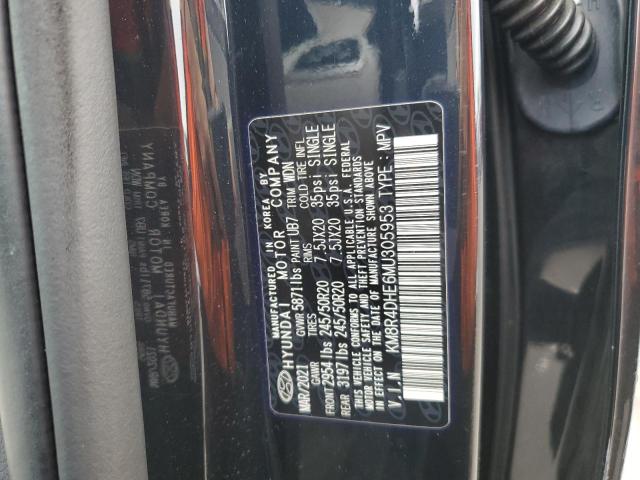 MANUFACTURED IN KOREA BY
HYUNDAI MOTOR COMPANY
MAR/2021 GVWR 5871lbs PAINT UB7 TRIM WDN
GAWR TIRES RIMS COLD TIRE INFL
FRONT 2954lbs 245/50R20 7.5JX20 35psi SINGLE
REAR 3197lbs 245/50R20 7.5JX20 35psi SINGLE
THIS VEHICLE CONFORMS TO ALL APPLICABLE U.S.A. FEDERAL
MOTOR VEHICLE SAFETY AND THEFT PREVENTION STANDARDS
IN EFFECT ON THE DATE OF MANUFACTURE SHOWN ABOVE.
V.I.N KM8R4DHE6MU305953 TYPE : MPV